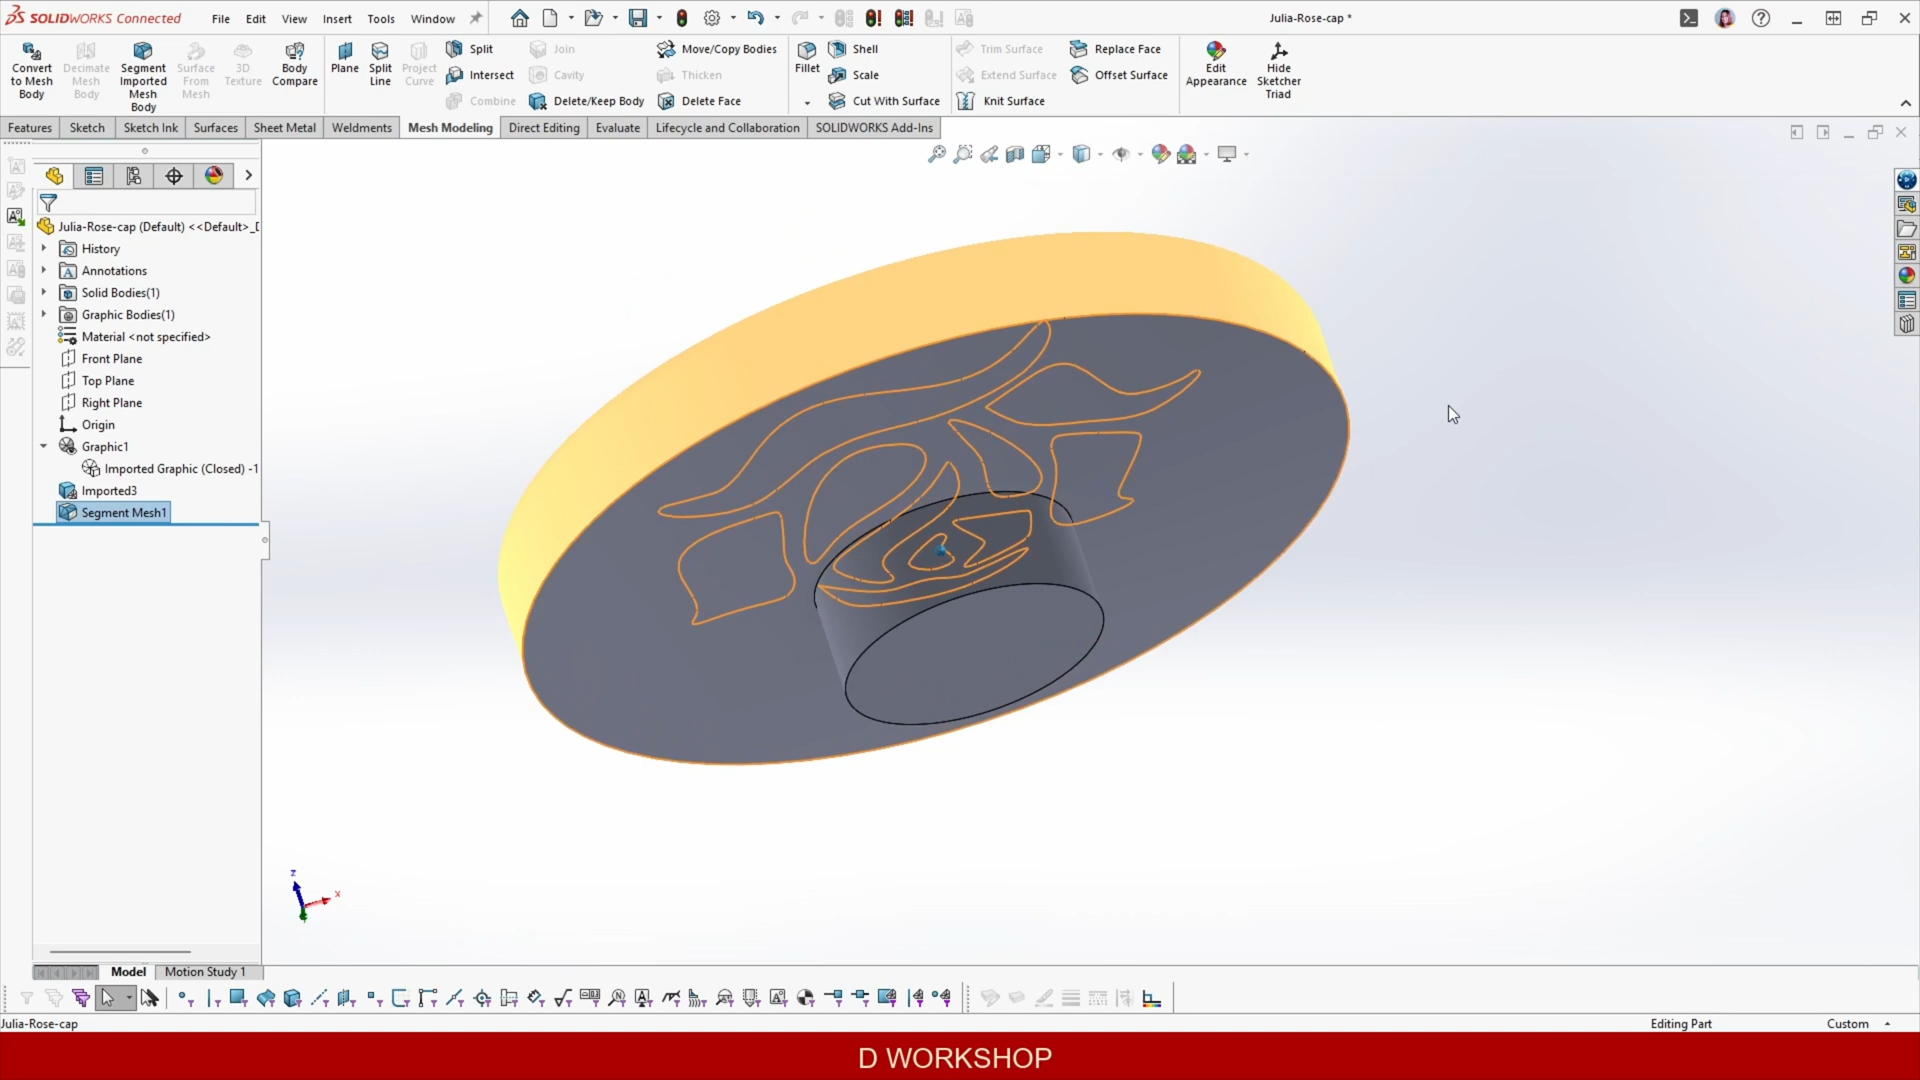 SOLIDWORKS Connected
File Edit View Insert Tools Window
Julia-Rose-cap *
Convert to Mesh Body
Decimate Mesh Body
Segment Imported Mesh Body
Surface From Mesh
3D Texture
Body Compare
Plane
Split Line
Project Curve
Split
Intersect
Combine
Join
Cavity
Delete/Keep Body
Move/Copy Bodies
Thicken
Delete Face
Fillet
Shell
Scale
Cut With Surface
Trim Surface
Extend Surface
Knit Surface
Replace Face
Offset Surface
Edit Appearance
Hide Sketcher Triad
Features Sketch Sketch Ink Surfaces Sheet Metal Weldments Mesh Modeling Direct Editing Evaluate Lifecycle and Collaboration SOLIDWORKS Add-Ins
Julia-Rose-cap (Default) <<Default>_D
History
Annotations
Solid Bodies(1)
Graphic Bodies(1)
Material <not specified>
Front Plane
Top Plane
Right Plane
Origin
Graphic1
Imported Graphic (Closed) -1
Imported3
Segment Mesh1
z
x
Model Motion Study 1
Julia-Rose-cap
Editing Part Custom
D WORKSHOP